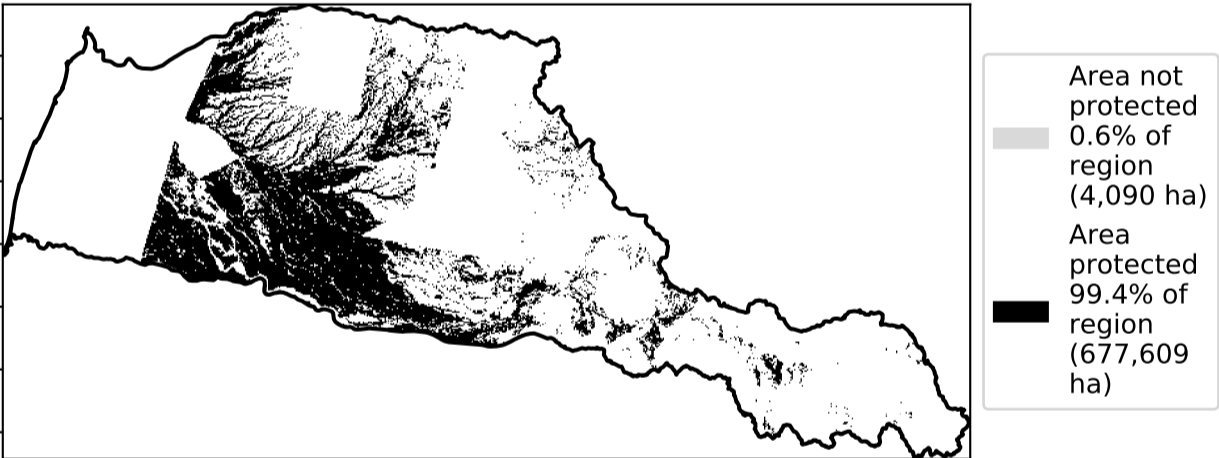 Area not
protected
0.6% of
region
(4,090 ha)
Area
protected
99.4% of
region
(677,609
ha)